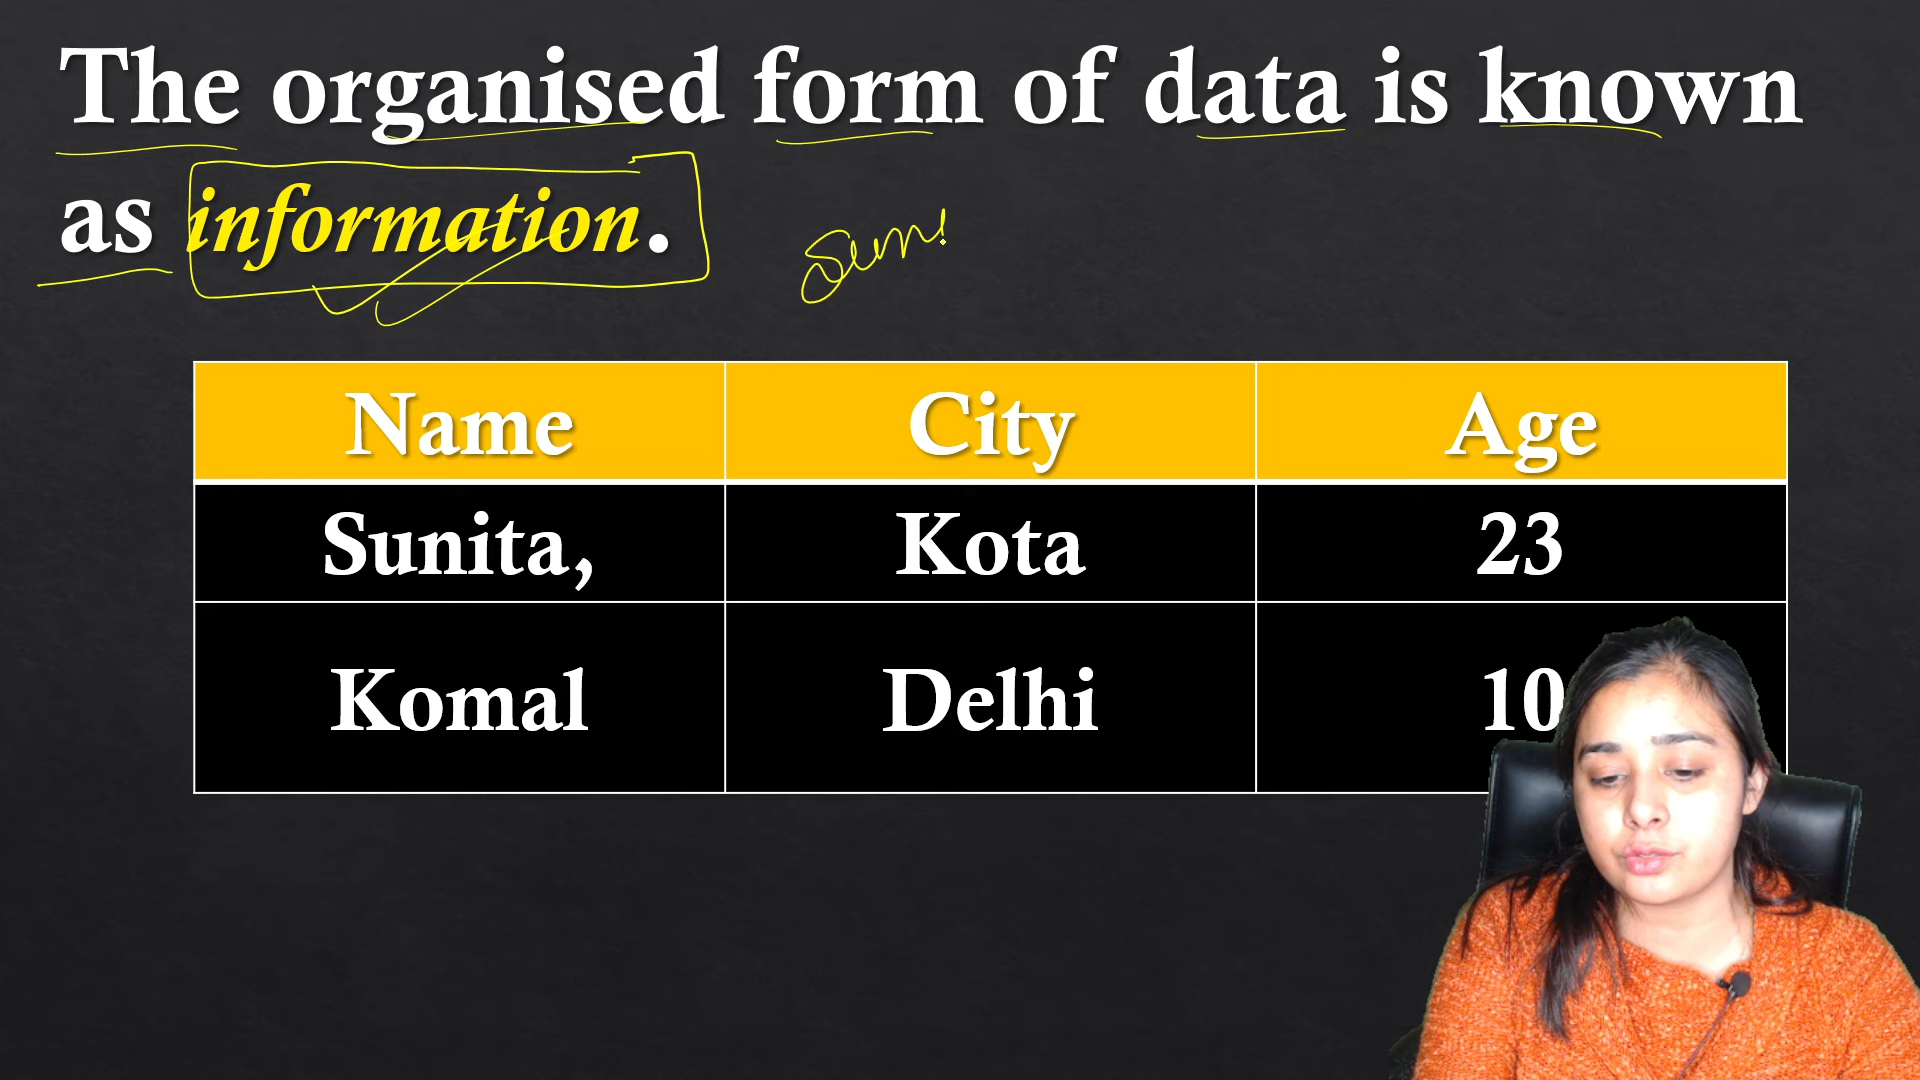 The organised form of data is known
as information.
Name City Age
Sunita, Kota 23
Komal Delhi 10